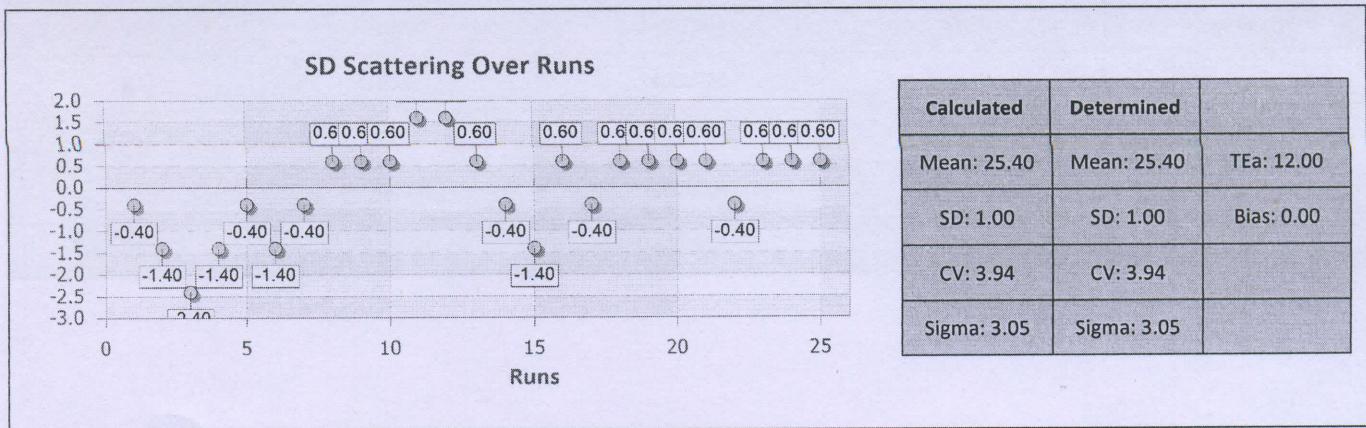 SD Scattering Over Runs
2.0
1.5
1.0
0.5
0.0
-0.5
-1.0
-1.5
-2.0
-2.5
-3.0
0.6 0.6 0.60 0.60 0.60 0.6 0.6 0.6 0.60 0.6 0.6 0.60
-0.40 -0.40 -0.40 -0.40 -0.40 -0.40
-1.40 -1.40 -1.40 -1.40
0 5 10 15 20 25
Runs
Calculated Determined
Mean: 25.40 Mean: 25.40 TEa: 12.00
SD: 1.00 SD: 1.00 Bias: 0.00
CV: 3.94 CV: 3.94
Sigma: 3.05 Sigma: 3.05